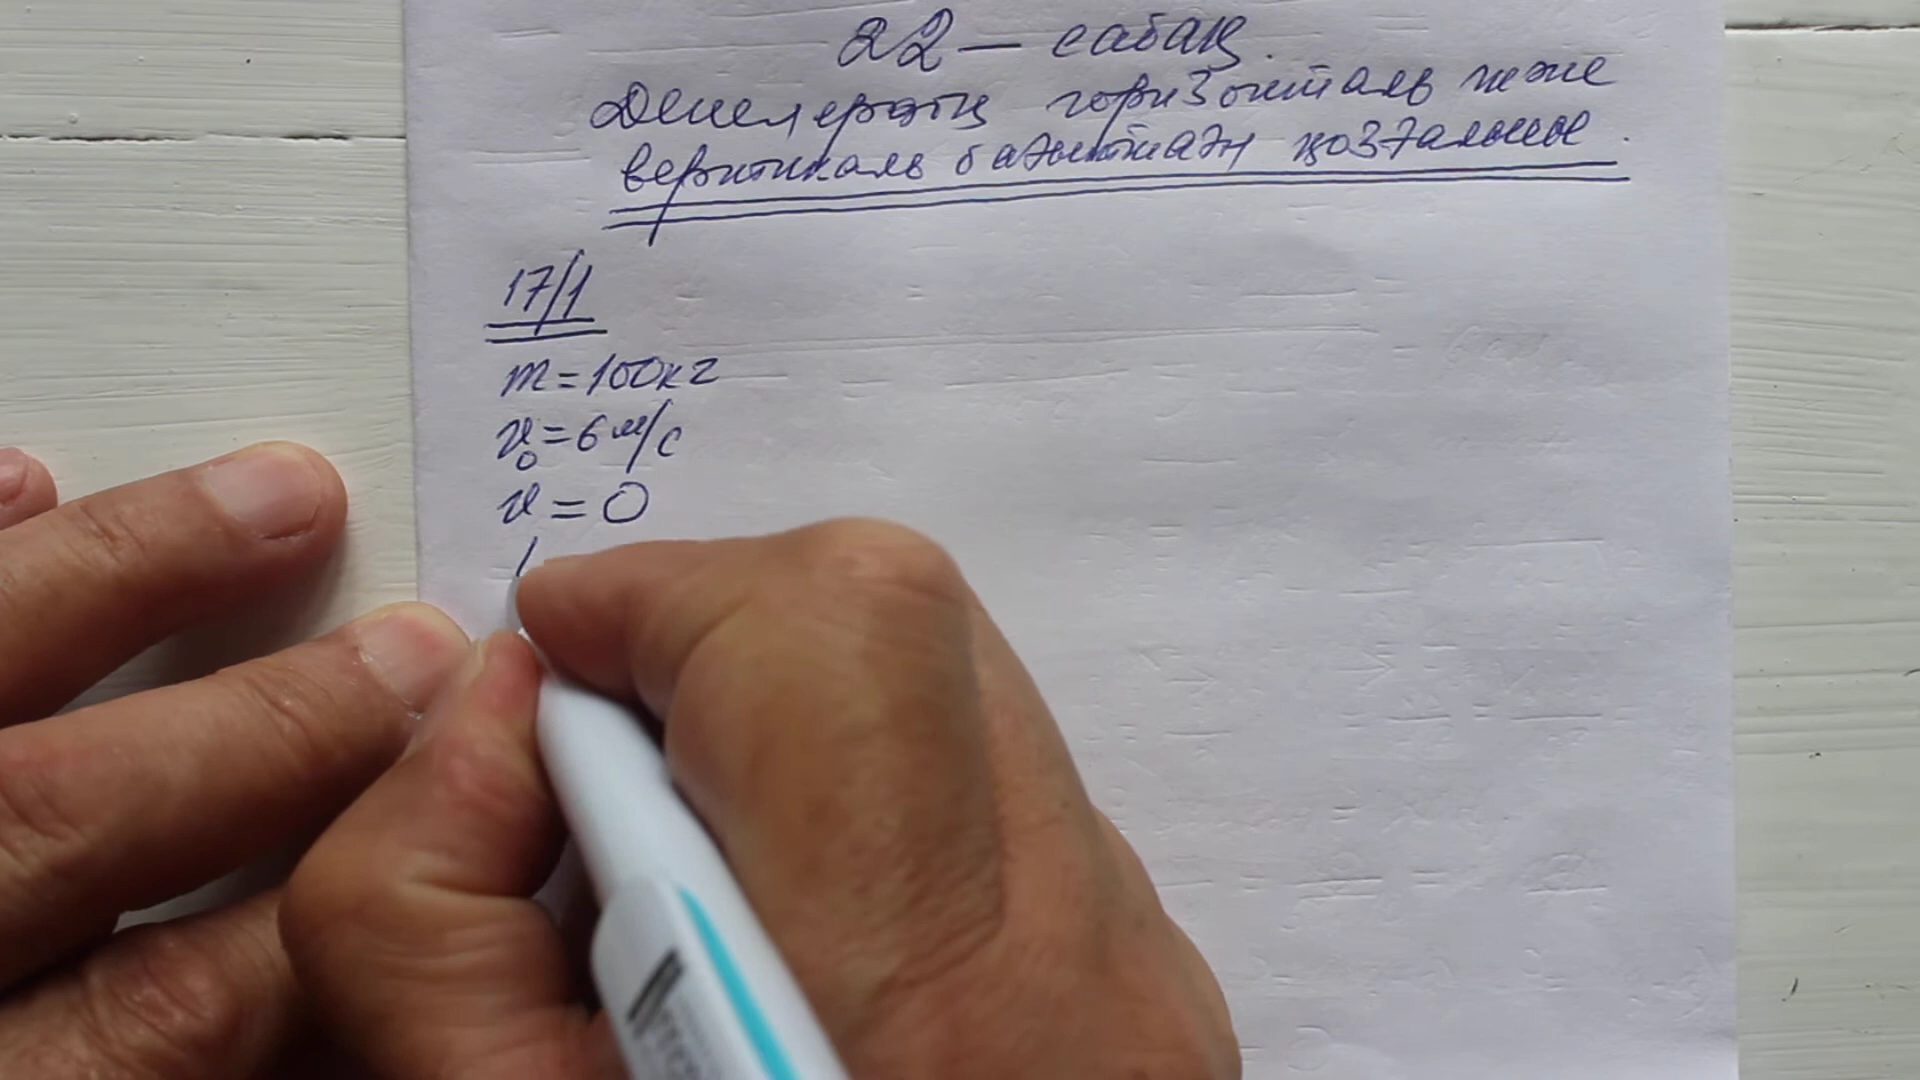 22 – сабақ.
Денелердің горизонталь және
вертикаль бағыттағы қозғалысы.
17/1
m = 100кг
v₀ = 6 м/с
v = 0